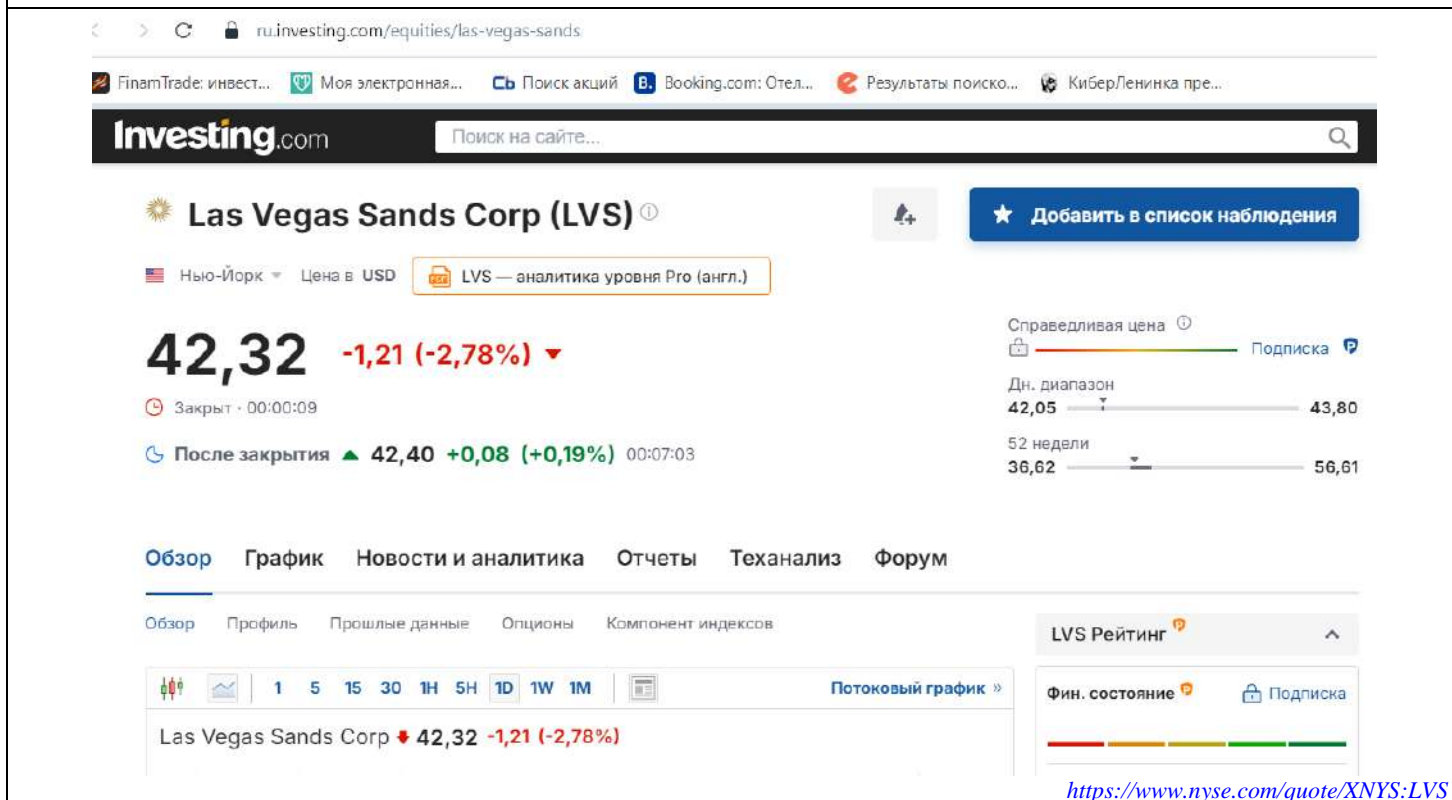 ru.investing.com/equities/las-vegas-sands
FinamTrade: инвест... Моя электронная... Сb Поиск акций B. Booking.com: Отел... Результаты поиско... КиберЛенинка пре...
Investing.com Поиск на сайте...
Las Vegas Sands Corp (LVS)
Добавить в список наблюдения
Нью-Йорк Цена в USD LVS — аналитика уровня Pro (англ.)
42,32 -1,21 (-2,78%)
Закрыт · 00:00:09
После закрытия 42,40 +0,08 (+0,19%) 00:07:03
Справедливая цена
Подписка
Дн. диапазон
42,05 43,80
52 недели
36,62 56,61
Обзор График Новости и аналитика Отчеты Теханализ Форум
Обзор Профиль Прошлые данные Опционы Компонент индексов
1 5 15 30 1H 5H 1D 1W 1M Потоковый график »
Las Vegas Sands Corp 42,32 -1,21 (-2,78%)
LVS Рейтинг
Фин. состояние Подписка
https://www.nyse.com/quote/XNYS:LVS